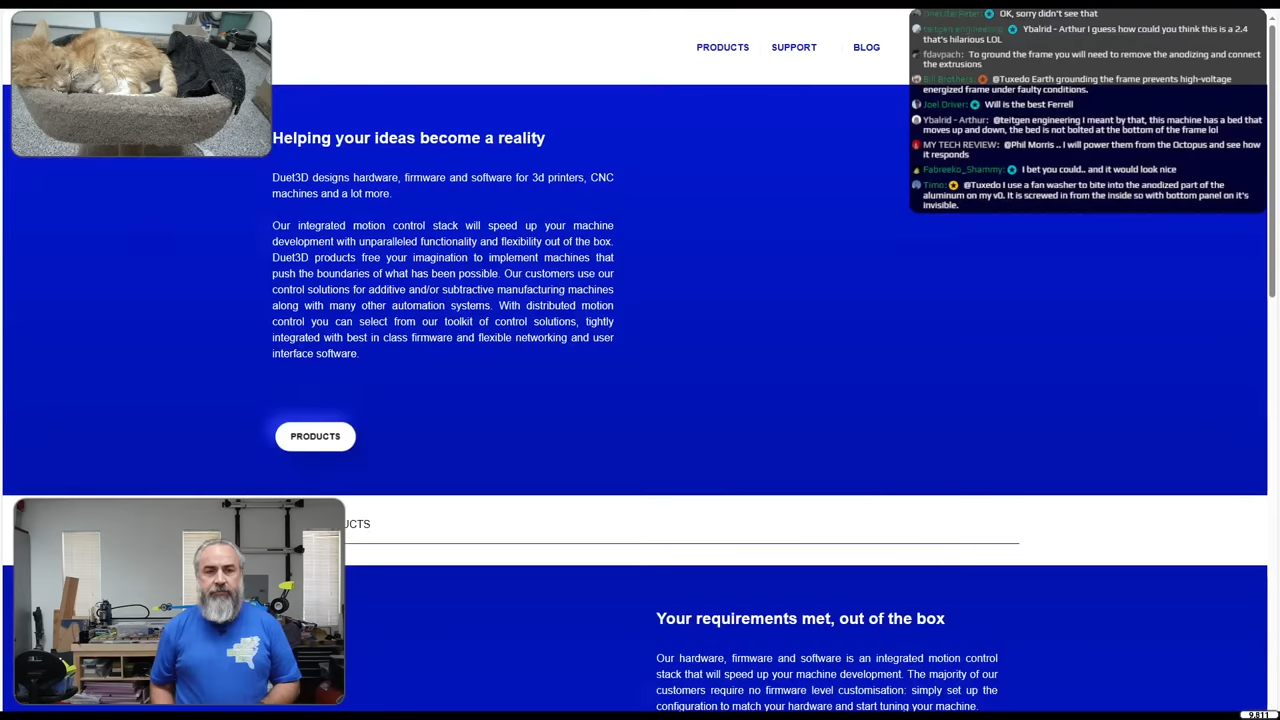 PRODUCTS
SUPPORT
BLOG
OneLite: Peter: OK, sorry didn't see that
teitgen engineering: Ybalrid - Arthur I guess how could you think this is a 2.4
that's hilarious LOL
fdavpach: To ground the frame you will need to remove the anodizing and connect
the extrusions
Bill Brothers: @Tuxedo Earth grounding the frame prevents high-voltage
energized frame under faulty conditions.
Joel Driver: Will is the best Ferrell
Ybalrid - Arthur: @teitgen engineering I meant by that, this machine has a bed that
moves up and down, the bed is not bolted at the bottom of the frame lol
MY TECH REVIEW: @Phil Morris .. I will power them from the Octopus and see how
it responds
Fabreeko_Shammy: I bet you could.. and it would look nice
Timo: @Tuxedo I use a fan washer to bite into the anodized part of the
aluminum on my v0. It is screwed in from the inside so with bottom panel on it's
invisible.
Helping your ideas become a reality
Duet3D designs hardware, firmware and software for 3d printers, CNC
machines and a lot more.
Our integrated motion control stack will speed up your machine
development with unparalleled functionality and flexibility out of the box.
Duet3D products free your imagination to implement machines that
push the boundaries of what has been possible. Our customers use our
control solutions for additive and/or subtractive manufacturing machines
along with many other automation systems. With distributed motion
control you can select from our toolkit of control solutions, tightly
integrated with best in class firmware and flexible networking and user
interface software.
PRODUCTS
UCTS
Your requirements met, out of the box
Our hardware, firmware and software is an integrated motion control
stack that will speed up your machine development. The majority of our
customers require no firmware level customisation: simply set up the
configuration to match your hardware and start tuning your machine.
9,811